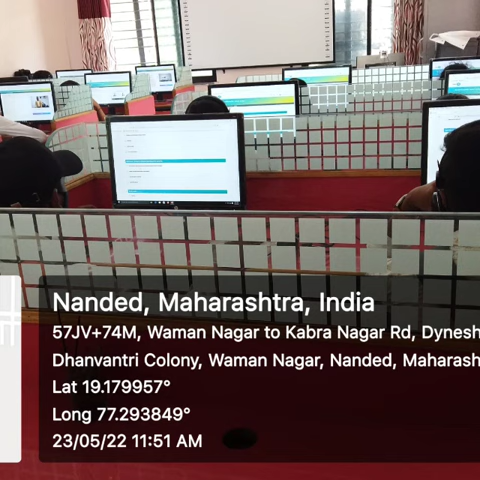 Nanded, Maharashtra, India
57JV+74M, Waman Nagar to Kabra Nagar Rd, Dynesh
Dhanvantri Colony, Waman Nagar, Nanded, Maharash
Lat 19.179957°
Long 77.293849°
23/05/22 11:51 AM